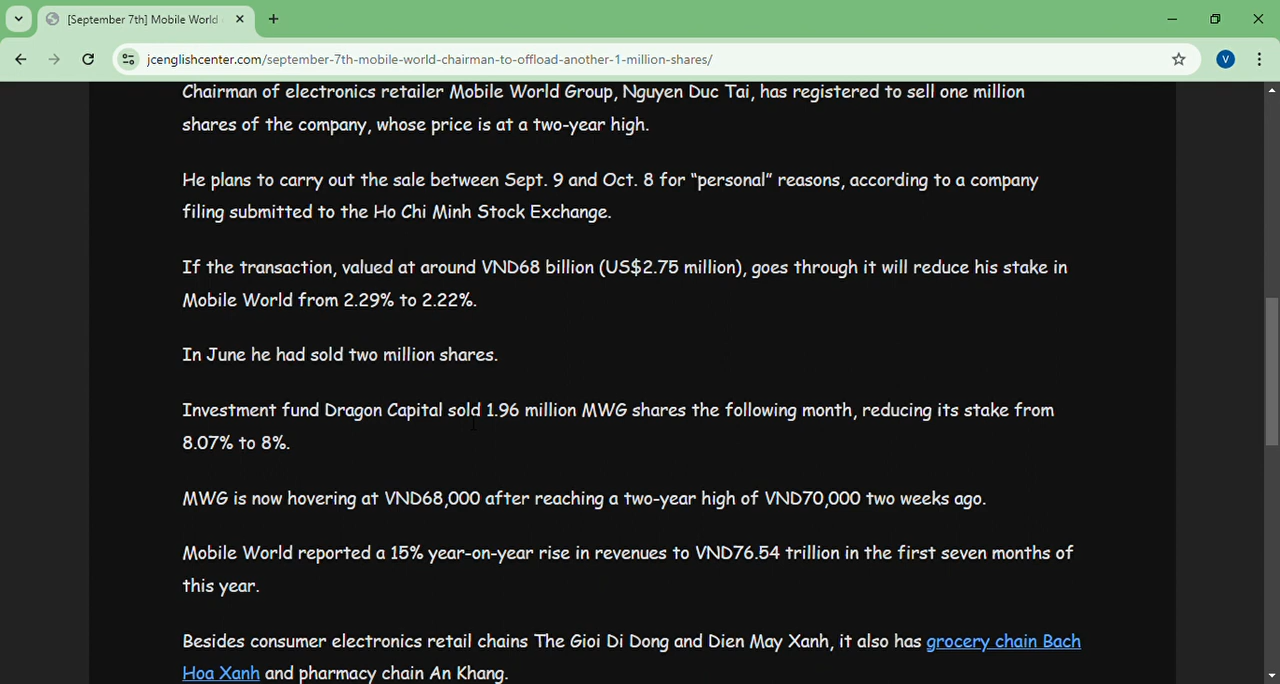 [September 7th] Mobile World
jcenglishcenter.com/september-7th-mobile-world-chairman-to-offload-another-1-million-shares/
V
Chairman of electronics retailer Mobile World Group, Nguyen Duc Tai, has registered to sell one million
shares of the company, whose price is at a two-year high.
He plans to carry out the sale between Sept. 9 and Oct. 8 for “personal” reasons, according to a company
filing submitted to the Ho Chi Minh Stock Exchange.
If the transaction, valued at around VND68 billion (US$2.75 million), goes through it will reduce his stake in
Mobile World from 2.29% to 2.22%.
In June he had sold two million shares.
Investment fund Dragon Capital sold 1.96 million MWG shares the following month, reducing its stake from
8.07% to 8%.
MWG is now hovering at VND68,000 after reaching a two-year high of VND70,000 two weeks ago.
Mobile World reported a 15% year-on-year rise in revenues to VND76.54 trillion in the first seven months of
this year.
Besides consumer electronics retail chains The Gioi Di Dong and Dien May Xanh, it also has grocery chain Bach
Hoa Xanh and pharmacy chain An Khang.